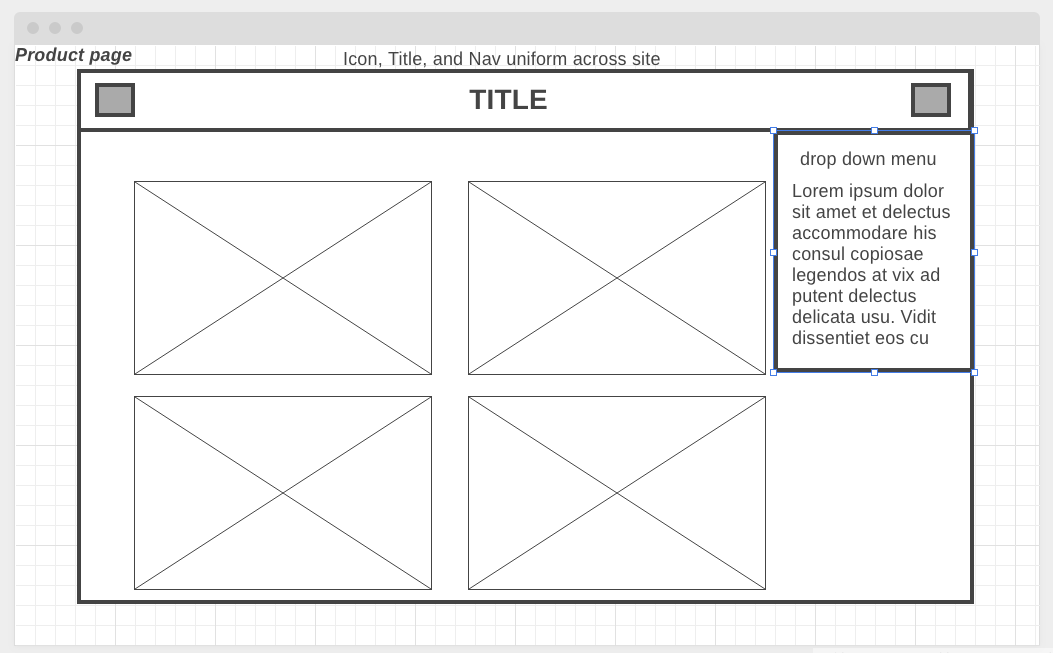 Product page
Icon, Title, and Nav uniform across site
TITLE
drop down menu
Lorem ipsum dolor
sit amet et delectus
accommodare his
consul copiosae
legendos at vix ad
putent delectus
delicata usu. Vidit
dissentiet eos cu